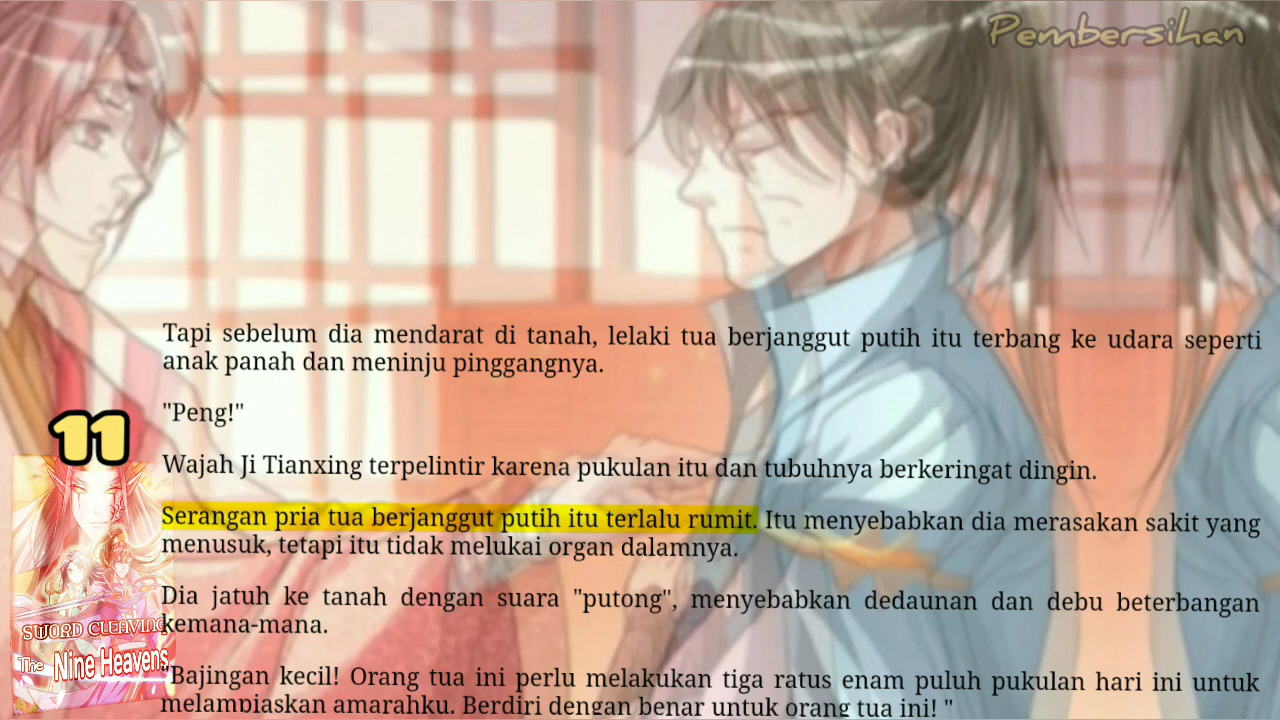 Pembersihan
Tapi sebelum dia mendarat di tanah, lelaki tua berjanggut putih itu terbang ke udara seperti
anak panah dan meninju pinggangnya.
"Peng!"
Wajah Ji Tianxing terpelintir karena pukulan itu dan tubuhnya berkeringat dingin.
Serangan pria tua berjanggut putih itu terlalu rumit. Itu menyebabkan dia merasakan sakit yang
menusuk, tetapi itu tidak melukai organ dalamnya.
Dia jatuh ke tanah dengan suara "putong", menyebabkan dedaunan dan debu beterbangan
kemana-mana.
"Bajingan kecil! Orang tua ini perlu melakukan tiga ratus enam puluh pukulan hari ini untuk
melampiaskan amarahku. Berdiri dengan benar untuk orang tua ini! "
11
SWORD CLEAVING
The Nine Heavens